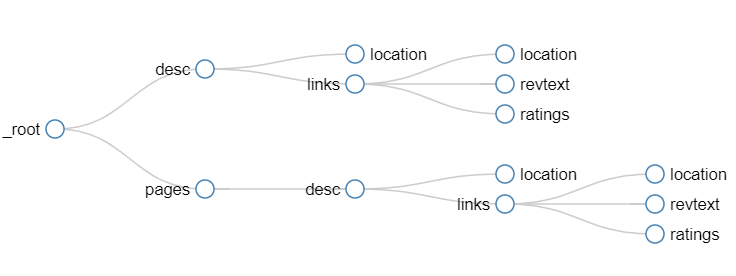 location
location
desc
links
revtext
ratings
_root
location
location
pages
desc
links
revtext
ratings